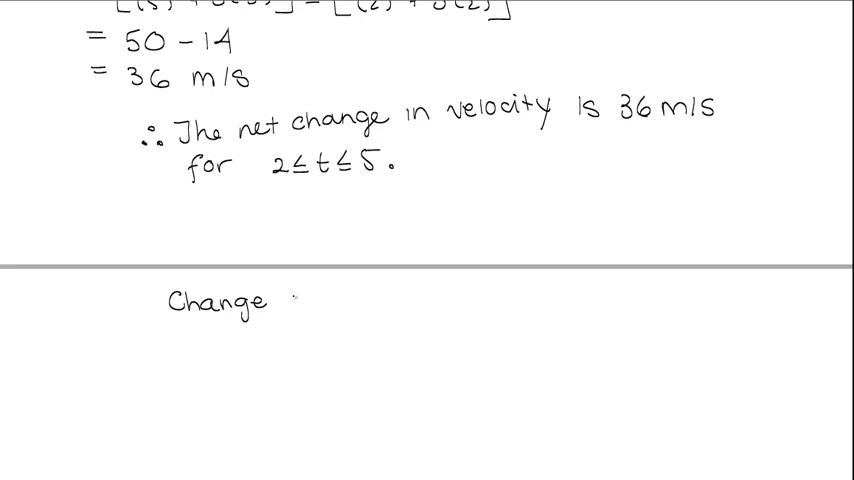 = 50 - 14
= 36 m/s
∴ The net change in velocity is 36 m/s
for 2 ≤ t ≤ 5.
Change